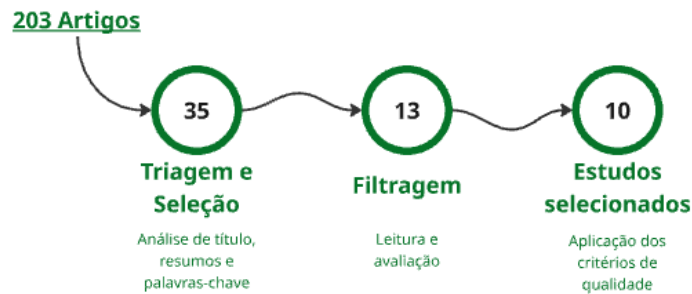 203 Artigos
35
Triagem e
Seleção
Análise de título,
resumos e
palavras-chave
13
Filtragem
Leitura e
avaliação
10
Estudos
selecionados
Aplicação dos
critérios de
qualidade